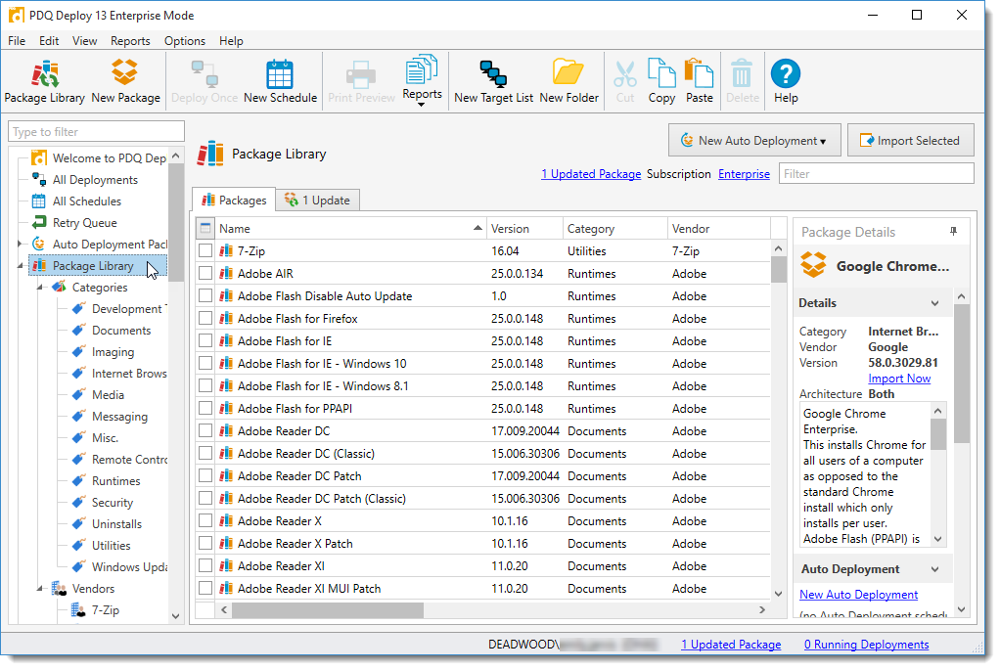 PDQ Deploy 13 Enterprise Mode
File Edit View Reports Options Help
Package Library New Package Deploy Once New Schedule Print Preview Reports New Target List New Folder Cut Copy Paste Delete Help
Type to filter
Welcome to PDQ Dep
All Deployments
All Schedules
Retry Queue
Auto Deployment Pack
Package Library
Categories
Development T
Documents
Imaging
Internet Brows
Media
Messaging
Misc.
Remote Contro
Runtimes
Security
Uninstalls
Utilities
Windows Upda
Vendors
7-Zip
Package Library
New Auto Deployment Import Selected
1 Updated Package Subscription Enterprise Filter
Packages 1 Update
Name Version Category Vendor
7-Zip 16.04 Utilities 7-Zip
Adobe AIR 25.0.0.134 Runtimes Adobe
Adobe Flash Disable Auto Update 1.0 Runtimes Adobe
Adobe Flash for Firefox 25.0.0.148 Runtimes Adobe
Adobe Flash for IE 25.0.0.148 Runtimes Adobe
Adobe Flash for IE - Windows 10 25.0.0.148 Runtimes Adobe
Adobe Flash for IE - Windows 8.1 25.0.0.148 Runtimes Adobe
Adobe Flash for PPAPI 25.0.0.148 Runtimes Adobe
Adobe Reader DC 17.009.20044 Documents Adobe
Adobe Reader DC (Classic) 15.006.30306 Documents Adobe
Adobe Reader DC Patch 17.009.20044 Documents Adobe
Adobe Reader DC Patch (Classic) 15.006.30306 Documents Adobe
Adobe Reader X 10.1.16 Documents Adobe
Adobe Reader X Patch 10.1.16 Documents Adobe
Adobe Reader XI 11.0.20 Documents Adobe
Adobe Reader XI MUI Patch 11.0.20 Documents Adobe
Package Details
Google Chrome...
Details
Category Internet Br...
Vendor Google
Version 58.0.3029.81
Import Now
Architecture Both
Google Chrome
Enterprise.
This installs Chrome for
all users of a computer
as opposed to the
standard Chrome
install which only
installs per user.
Adobe Flash (PPAPI) is
Auto Deployment
New Auto Deployment
(no Auto Deployment schedu
DEADWOOD\ 1 Updated Package 0 Running Deployments